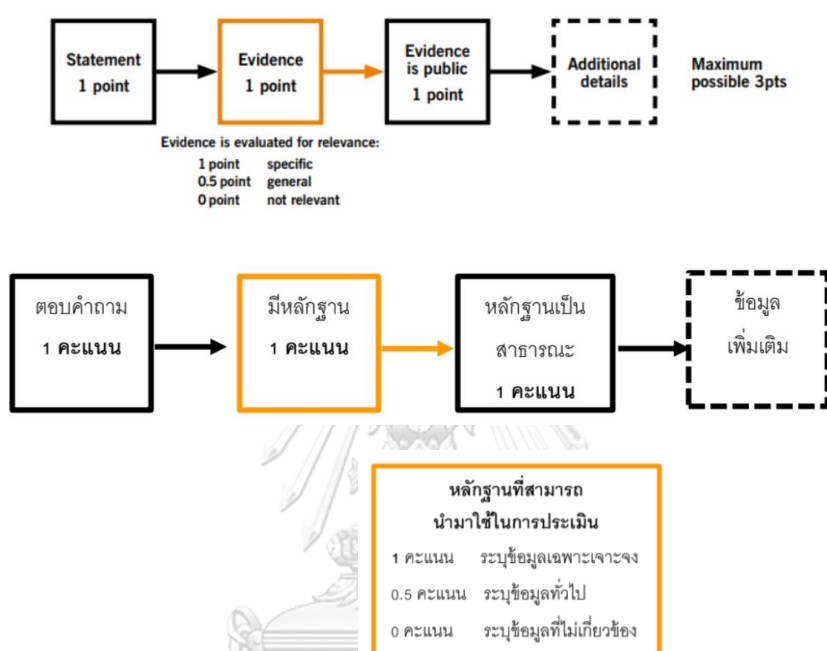 Statement
1 point
Evidence
1 point
Evidence
is public
1 point
Additional
details
Maximum
possible 3pts
Evidence is evaluated for relevance:
1 point specific
0.5 point general
0 point not relevant
ตอบคำถาม
1 คะแนน
มีหลักฐาน
1 คะแนน
หลักฐานเป็น
สาธารณะ
1 คะแนน
ข้อมูล
เพิ่มเติม
หลักฐานที่สามารถ
นำมาใช้ในการประเมิน
1 คะแนน ระบุข้อมูลเฉพาะเจาะจง
0.5 คะแนน ระบุข้อมูลทั่วไป
0 คะแนน ระบุข้อมูลที่ไม่เกี่ยวข้อง